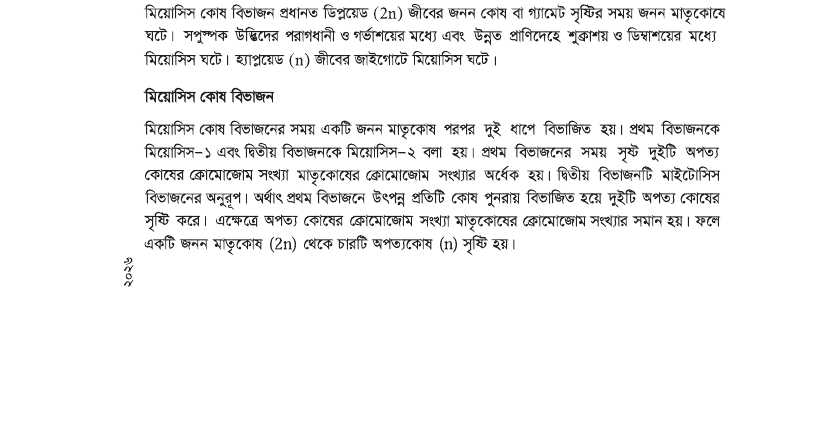 মিয়োসিস কোষ বিভাজন প্রধানত ডিপ্লয়েড (2n) জীবের জনন কোষ বা গ্যামেট সৃষ্টির সময় জনন মাতৃকোষে
ঘটে। সপুষ্পক উদ্ভিদের পরাগধানী ও গর্ভাশয়ের মধ্যে এবং উন্নত প্রাণিদেহে শুক্রাশয় ও ডিম্বাশয়ের মধ্যে
মিয়োসিস ঘটে। হ্যাপ্লয়েড (n) জীবের জাইগোটে মিয়োসিস ঘটে।
মিয়োসিস কোষ বিভাজন
মিয়োসিস কোষ বিভাজনের সময় একটি জনন মাতৃকোষ পরপর দুই ধাপে বিভাজিত হয়। প্রথম বিভাজনকে
মিয়োসিস-১ এবং দ্বিতীয় বিভাজনকে মিয়োসিস-২ বলা হয়। প্রথম বিভাজনের সময় সৃষ্ট দুইটি অপত্য
কোষের ক্রোমোজোম সংখ্যা মাতৃকোষের ক্রোমোজোম সংখ্যার অর্ধেক হয়। দ্বিতীয় বিভাজনটি মাইটোসিস
বিভাজনের অনুরূপ। অর্থাৎ প্রথম বিভাজনে উৎপন্ন প্রতিটি কোষ পুনরায় বিভাজিত হয়ে দুইটি অপত্য কোষের
সৃষ্টি করে। এক্ষেত্রে অপত্য কোষের ক্রোমোজোম সংখ্যা মাতৃকোষের ক্রোমোজোম সংখ্যার সমান হয়। ফলে
একটি জনন মাতৃকোষ (2n) থেকে চারটি অপত্যকোষ (n) সৃষ্টি হয়।
২০২৬